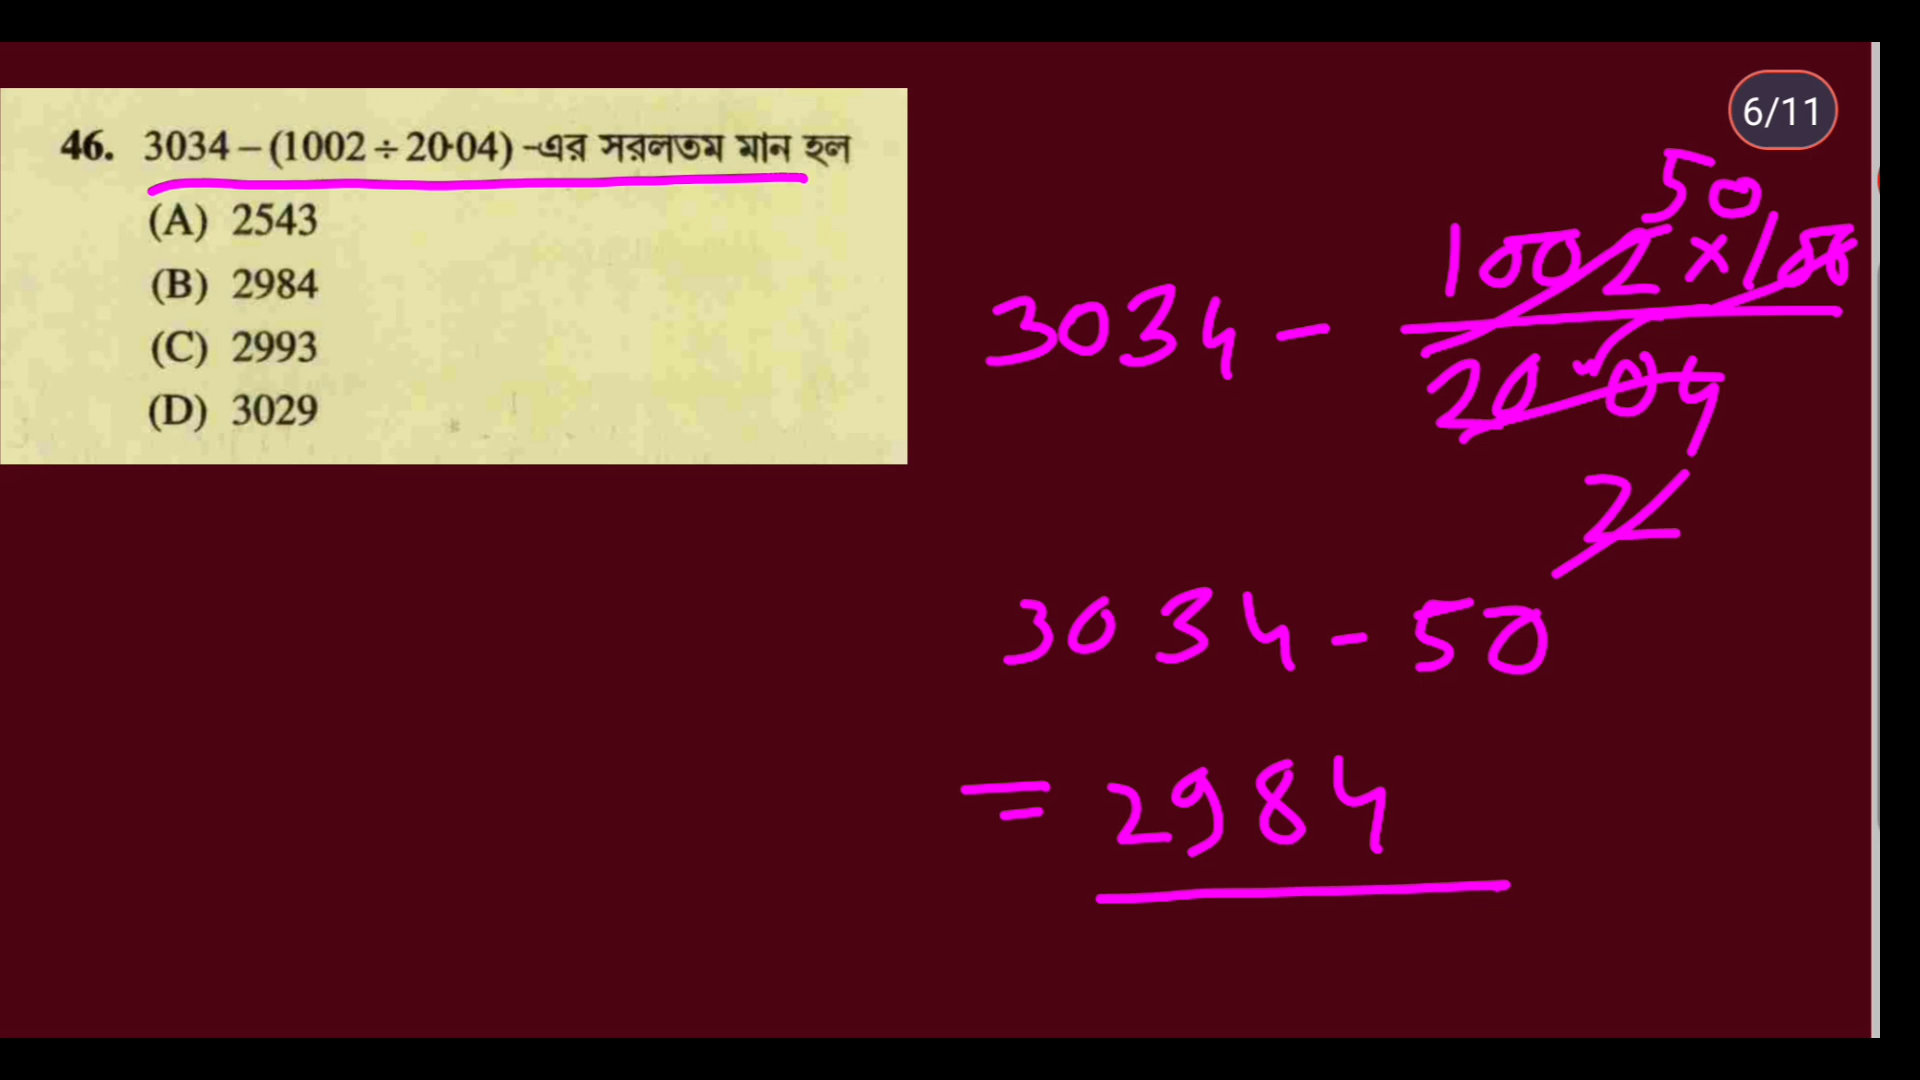 6/11
46. 3034 – (1002 ÷ 20·04) -এর সরলতম মান হল
(A) 2543
(B) 2984
(C) 2993
(D) 3029
50
1002 × 100
3034 -
20.04
2
3034 - 50
= 2984